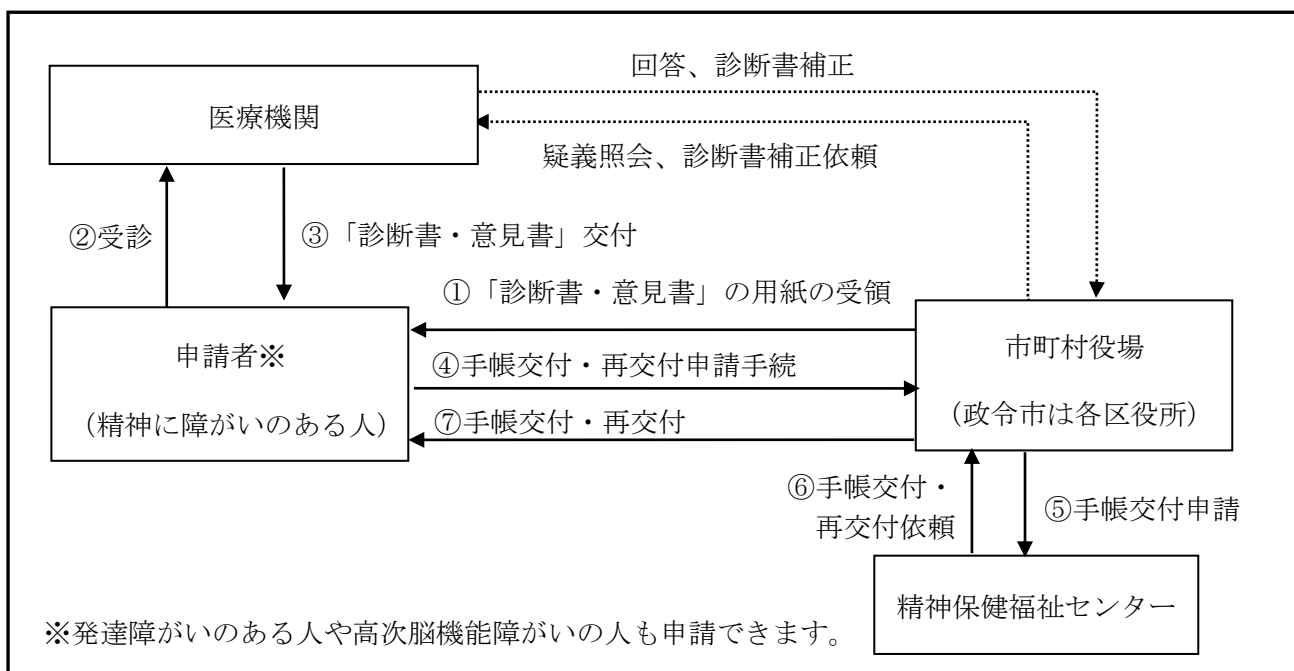 回答、診断書補正
医療機関
疑義照会、診断書補正依頼
②受診
③「診断書・意見書」交付
①「診断書・意見書」の用紙の受領
申請者※
(精神に障がいのある人)
市町村役場
(政令市は各区役所)
④手帳交付・再交付申請手続
⑦手帳交付・再交付
⑥手帳交付・
再交付依頼
⑤手帳交付申請
精神保健福祉センター
※発達障がいのある人や高次脳機能障がいの人も申請できます。